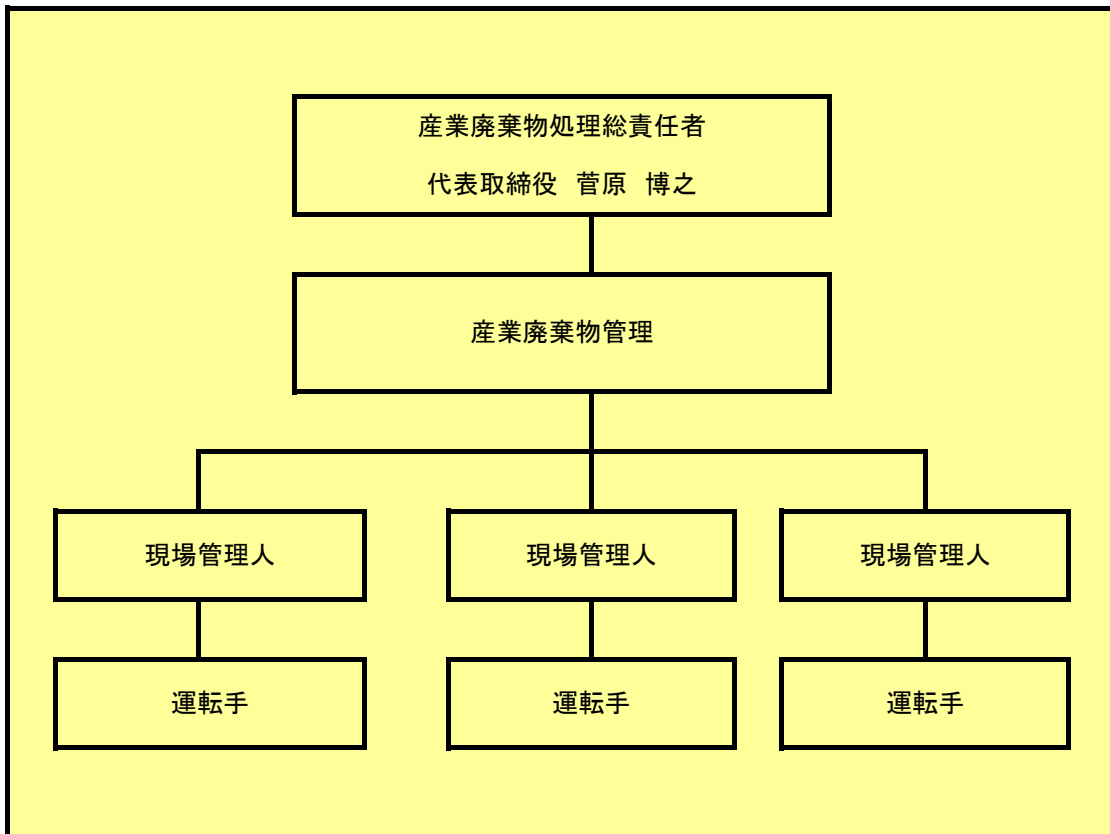 産業廃棄物処理総責任者
代表取締役　菅原　博之
産業廃棄物管理
現場管理人
現場管理人
現場管理人
運転手
運転手
運転手